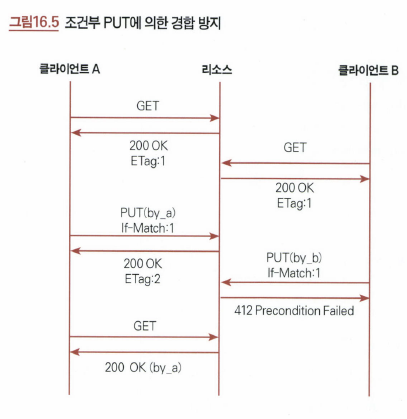 그림16.5 조건부 PUT에 의한 경합 방지
클라이언트 A 리소스 클라이언트 B
GET
200 OK
ETag:1
GET
200 OK
ETag:1
PUT(by_a)
If-Match:1
200 OK
ETag:2
PUT(by_b)
If-Match:1
412 Precondition Failed
GET
200 OK (by_a)